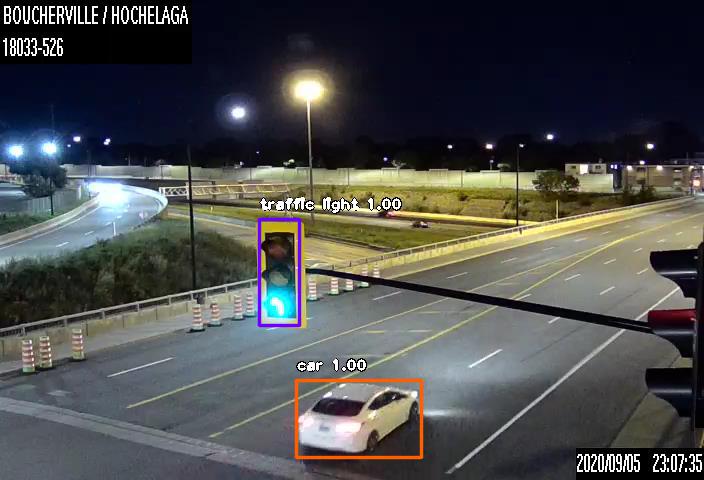 BOUCHERVILLE / HOCHELAGA
18033-526
traffic light 1.00
car 1.00
2020/09/05 23:07:35